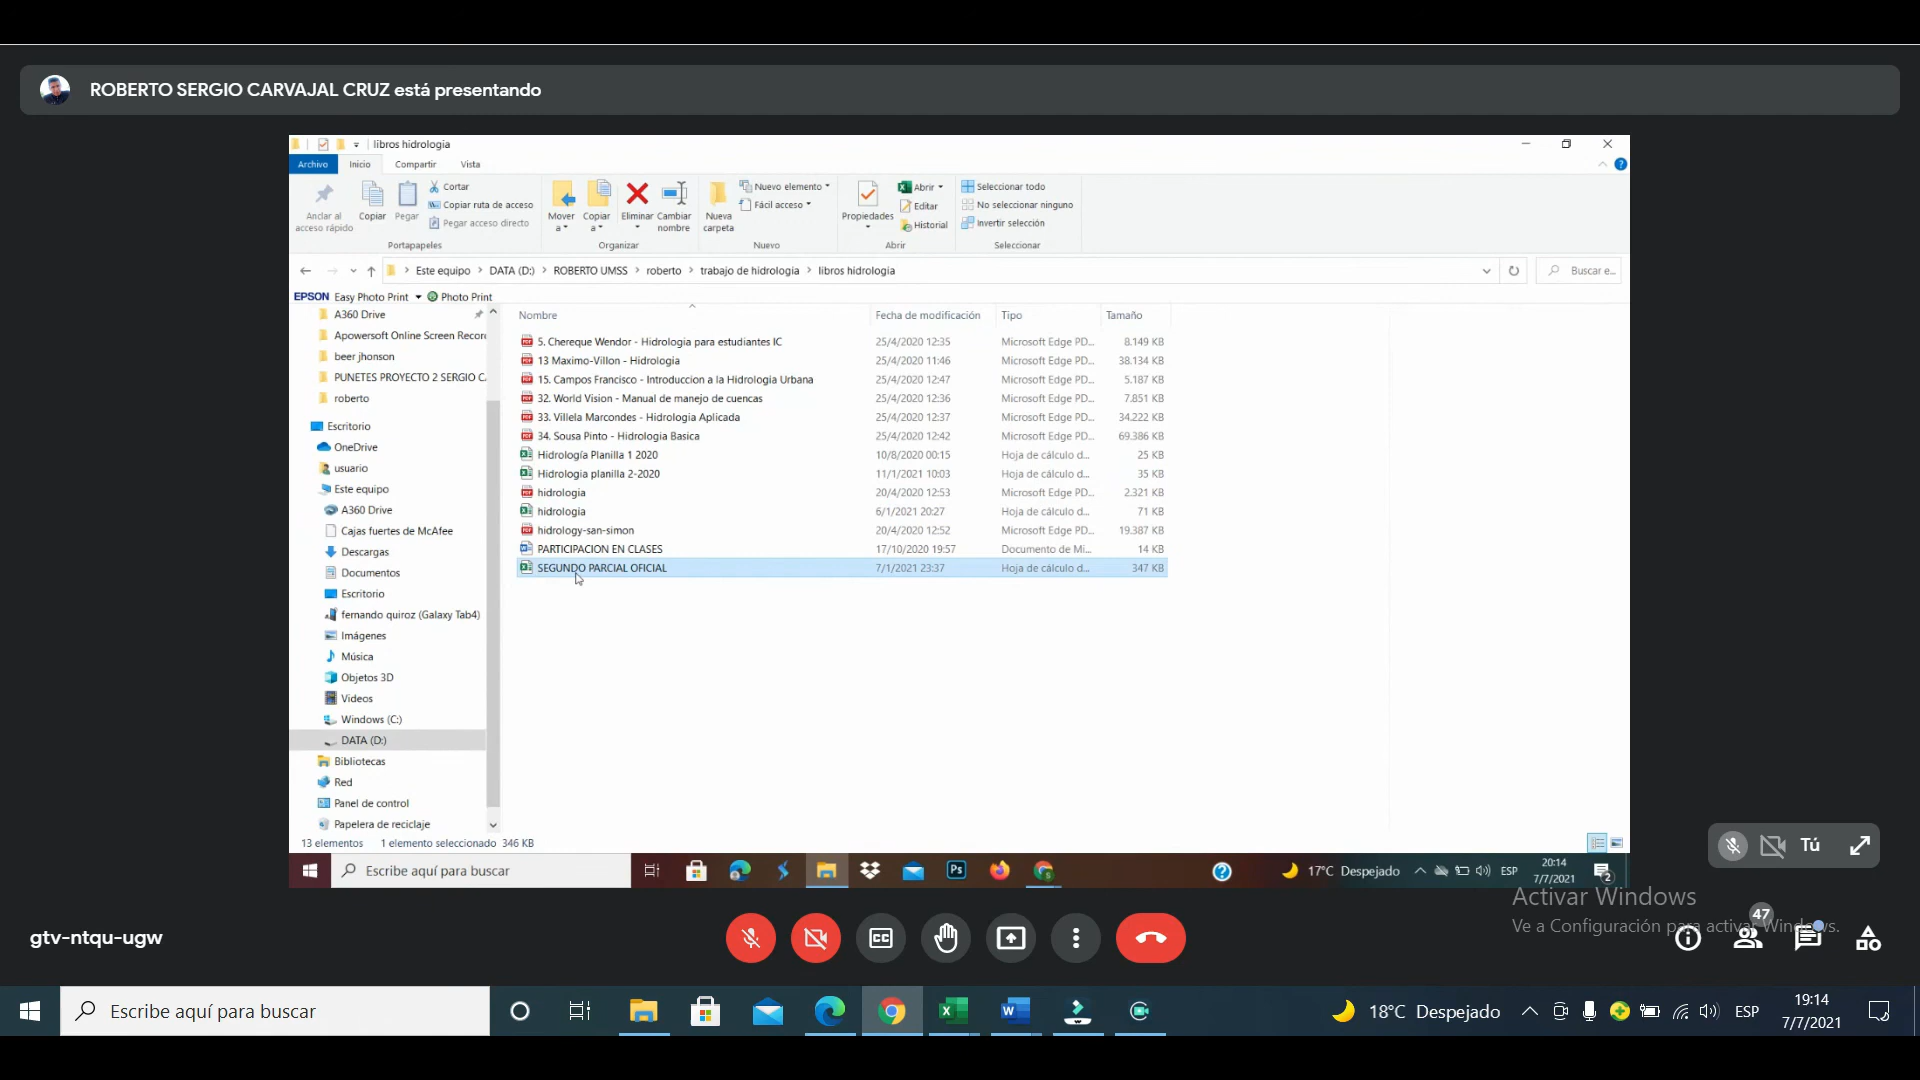 ROBERTO SERGIO CARVAJAL CRUZ está presentando
libros hidrologia
Archivo Inicio Compartir Vista
Anclar al acceso rápido
Copiar
Pegar
Cortar
Copiar ruta de acceso
Pegar acceso directo
Portapapeles
Mover a
Copiar a
Eliminar
Cambiar nombre
Organizar
Nueva carpeta
Nuevo elemento
Fácil acceso
Nuevo
Propiedades
Abrir
Editar
Historial
Abrir
Seleccionar todo
No seleccionar ninguno
Invertir selección
Seleccionar
Este equipo > DATA (D:) > ROBERTO UMSS > roberto > trabajo de hidrologia > libros hidrologia
Buscar e...
EPSON Easy Photo Print Photo Print
A360 Drive
Apowersoft Online Screen Recor
beer jhonson
PUNETES PROYECTO 2 SERGIO C.
roberto
Escritorio
OneDrive
usuario
Este equipo
A360 Drive
Cajas fuertes de McAfee
Descargas
Documentos
Escritorio
fernando quiroz (Galaxy Tab4)
Imágenes
Música
Objetos 3D
Videos
Windows (C:)
DATA (D:)
Bibliotecas
Red
Panel de control
Papelera de reciclaje
Nombre Fecha de modificación Tipo Tamaño
5. Chereque Wendor - Hidrologia para estudiantes IC 25/4/2020 12:35 Microsoft Edge PD... 8.149 KB
13 Maximo-Villon - Hidrologia 25/4/2020 11:46 Microsoft Edge PD... 38.134 KB
15. Campos Francisco - Introduccion a la Hidrologia Urbana 25/4/2020 12:47 Microsoft Edge PD... 5.187 KB
32. World Vision - Manual de manejo de cuencas 25/4/2020 12:36 Microsoft Edge PD... 7.851 KB
33. Villela Marcondes - Hidrologia Aplicada 25/4/2020 12:37 Microsoft Edge PD... 34.222 KB
34. Sousa Pinto - Hidrologia Basica 25/4/2020 12:42 Microsoft Edge PD... 69.386 KB
Hidrología Planilla 1 2020 10/8/2020 00:15 Hoja de cálculo d... 25 KB
Hidrologia planilla 2-2020 11/1/2021 10:03 Hoja de cálculo d... 35 KB
hidrologia 20/4/2020 12:53 Microsoft Edge PD... 2.321 KB
hidrologia 6/1/2021 20:27 Hoja de cálculo d... 71 KB
hidrology-san-simon 20/4/2020 12:52 Microsoft Edge PD... 19.387 KB
PARTICIPACION EN CLASES 17/10/2020 19:57 Documento de Mi... 14 KB
SEGUNDO PARCIAL OFICIAL 7/1/2021 23:37 Hoja de cálculo d... 347 KB
13 elementos 1 elemento seleccionado 346 KB
Escribe aquí para buscar
Ps
17°C Despejado
ESP
20:14
7/7/2021
2
Tú
Activar Windows
Ve a Configuración para activar Windows.
gtv-ntqu-ugw
47
Escribe aquí para buscar
18°C Despejado
ESP
19:14
7/7/2021